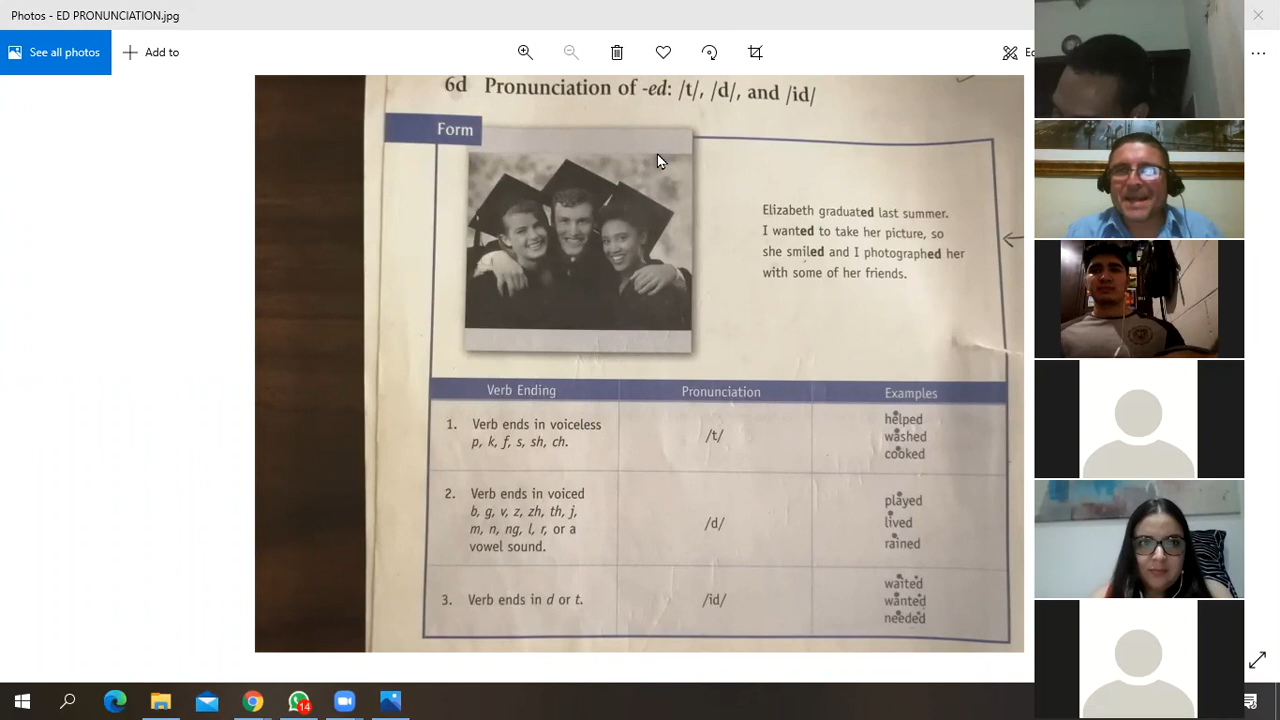 Photos - ED PRONUNCIATION.jpg
See all photos
Add to
6d Pronunciation of -ed: /t/, /d/, and /id/
Form
Elizabeth graduated last summer.
I wanted to take her picture, so
she smiled and I photographed her
with some of her friends.
Verb Ending Pronunciation Examples
1. Verb ends in voiceless
p, k, f, s, sh, ch.
/t/
helped
washed
cooked
2. Verb ends in voiced
b, g, v, z, zh, th, j,
m, n, ng, l, r, or a
vowel sound.
/d/
played
lived
rained
3. Verb ends in d or t.
/id/
waited
wanted
needed
14